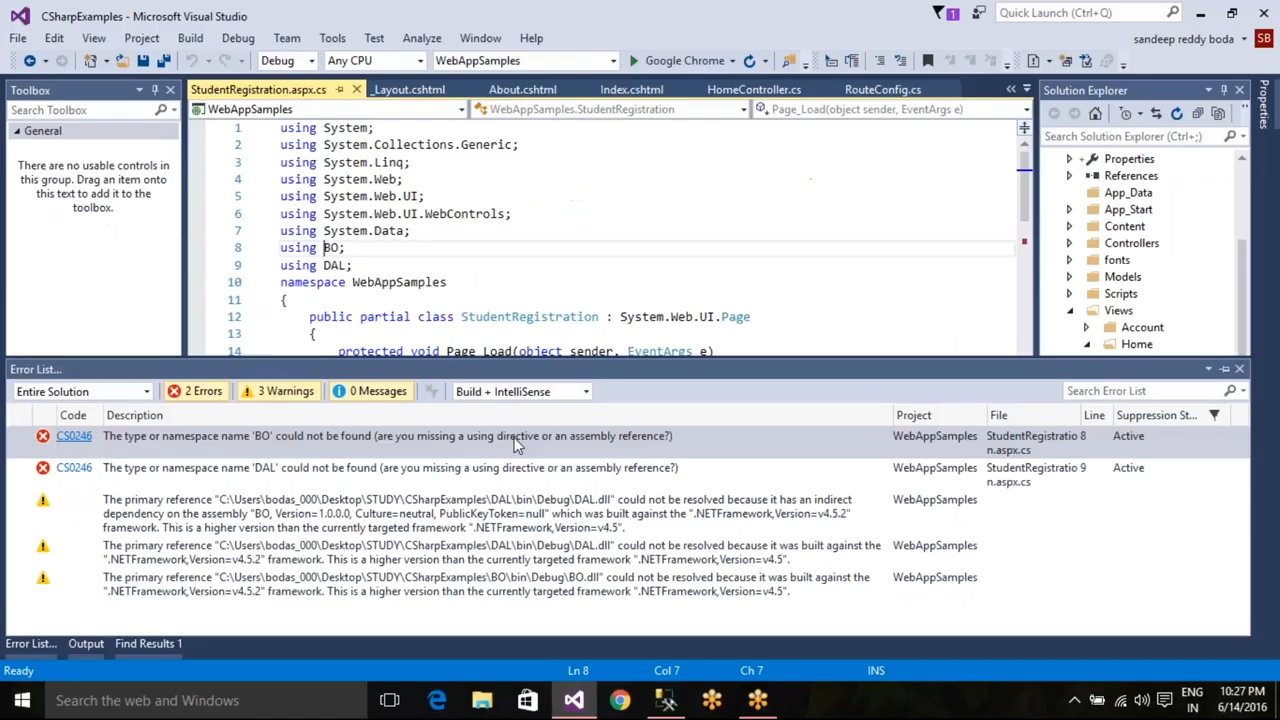 CSharpExamples - Microsoft Visual Studio
1
Quick Launch (Ctrl+Q)
File Edit View Project Build Debug Team Tools Test Analyze Window Help
sandeep reddy boda SB
Debug Any CPU WebAppSamples Google Chrome
Toolbox
Search Toolbox
General
There are no usable controls in
this group. Drag an item onto
this text to add it to the
toolbox.
StudentRegistration.aspx.cs _Layout.cshtml About.cshtml Index.cshtml HomeController.cs RouteConfig.cs
WebAppSamples WebAppSamples.StudentRegistration Page_Load(object sender, EventArgs e)
1 using System;
2 using System.Collections.Generic;
3 using System.Linq;
4 using System.Web;
5 using System.Web.UI;
6 using System.Web.UI.WebControls;
7 using System.Data;
8 using BO;
9 using DAL;
10 namespace WebAppSamples
11 {
12 public partial class StudentRegistration : System.Web.UI.Page
13 {
14 protected void Page_Load(object sender, EventArgs e)
Solution Explorer
Search Solution Explorer (Ctrl+;)
Properties
References
App_Data
App_Start
Content
Controllers
fonts
Models
Scripts
Views
Account
Home
Properties
Error List...
Entire Solution 2 Errors 3 Warnings 0 Messages Build + IntelliSense Search Error List
Code Description Project File Line Suppression St...
CS0246 The type or namespace name 'BO' could not be found (are you missing a using directive or an assembly reference?) WebAppSamples StudentRegistratio 8 Active
n.aspx.cs
CS0246 The type or namespace name 'DAL' could not be found (are you missing a using directive or an assembly reference?) WebAppSamples StudentRegistratio 9 Active
n.aspx.cs
The primary reference "C:\Users\bodas_000\Desktop\STUDY\CSharpExamples\DAL\bin\Debug\DAL.dll" could not be resolved because it has an indirect WebAppSamples
dependency on the assembly "BO, Version=1.0.0.0, Culture=neutral, PublicKeyToken=null" which was built against the ".NETFramework,Version=v4.5.2"
framework. This is a higher version than the currently targeted framework ".NETFramework,Version=v4.5".
The primary reference "C:\Users\bodas_000\Desktop\STUDY\CSharpExamples\DAL\bin\Debug\DAL.dll" could not be resolved because it was built against the WebAppSamples
".NETFramework,Version=v4.5.2" framework. This is a higher version than the currently targeted framework ".NETFramework,Version=v4.5".
The primary reference "C:\Users\bodas_000\Desktop\STUDY\CSharpExamples\BO\bin\Debug\BO.dll" could not be resolved because it was built against the WebAppSamples
".NETFramework,Version=v4.5.2" framework. This is a higher version than the currently targeted framework ".NETFramework,Version=v4.5".
Error List... Output Find Results 1
Ready Ln 8 Col 7 Ch 7 INS
Search the web and Windows
ENG 10:27 PM
IN 6/14/2016